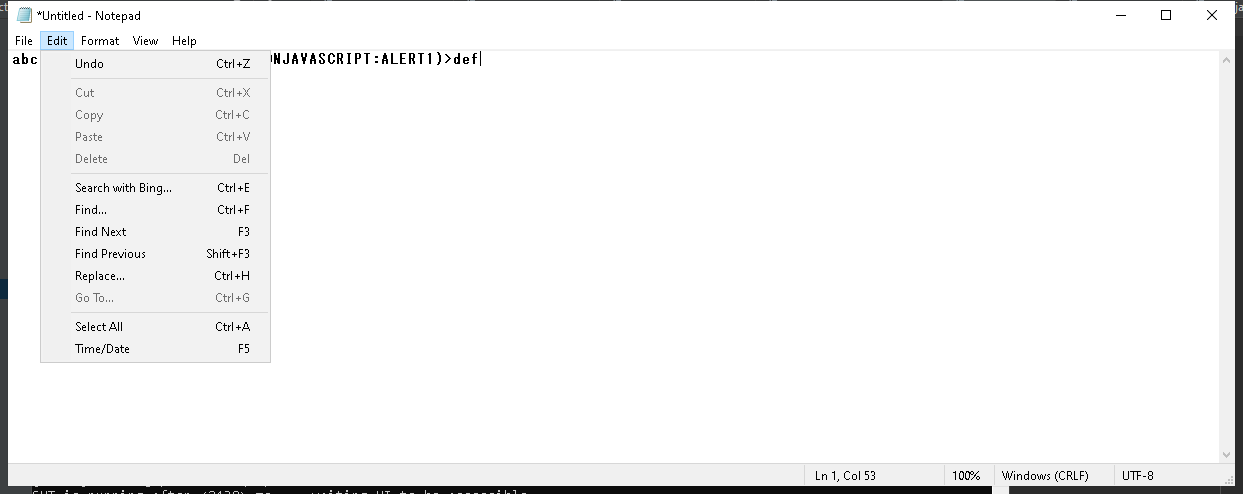 *Untitled - Notepad
File Edit Format View Help
abc
NJAVASCRIPT:ALERT1)>def
Undo Ctrl+Z
Cut Ctrl+X
Copy Ctrl+C
Paste Ctrl+V
Delete Del
Search with Bing... Ctrl+E
Find... Ctrl+F
Find Next F3
Find Previous Shift+F3
Replace... Ctrl+H
Go To... Ctrl+G
Select All Ctrl+A
Time/Date F5
Ln 1, Col 53 100% Windows (CRLF) UTF-8